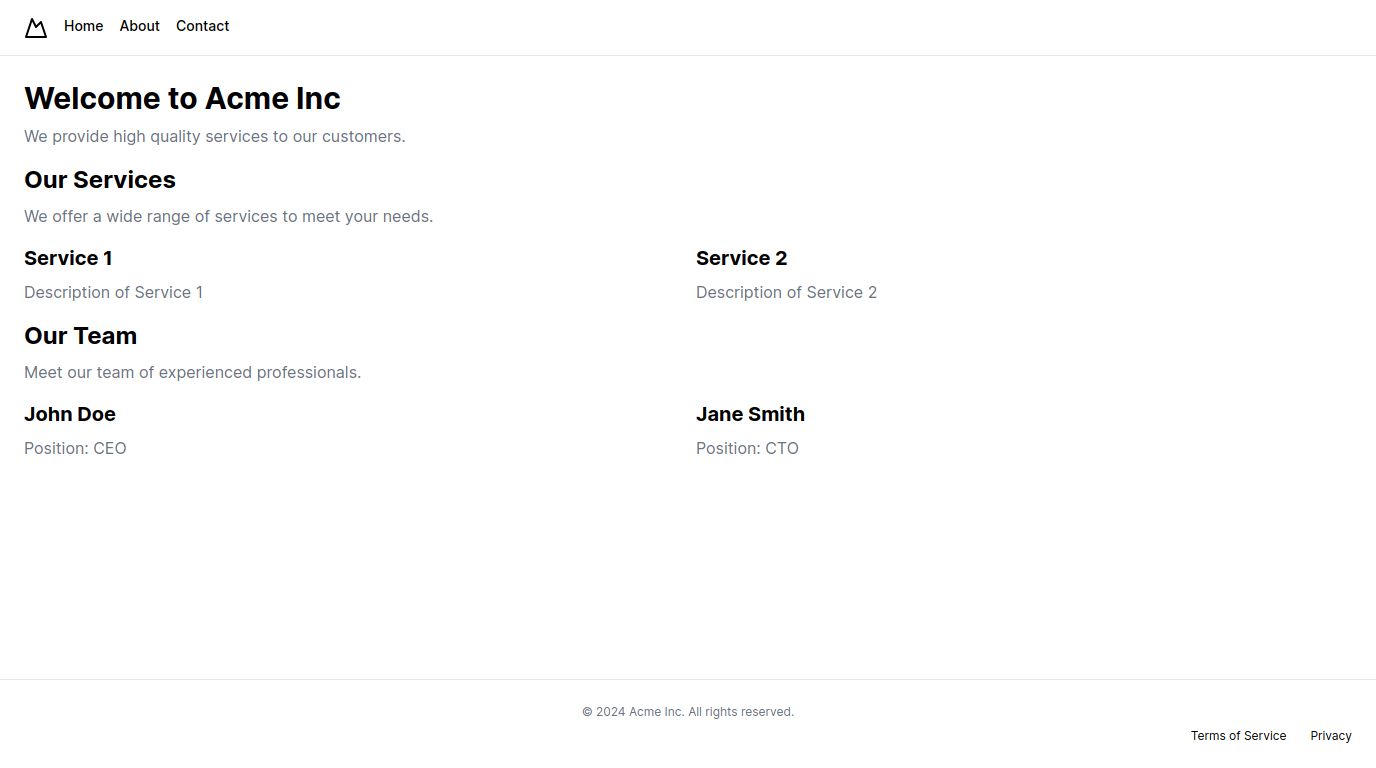 Home About Contact
Welcome to Acme Inc
We provide high quality services to our customers.
Our Services
We offer a wide range of services to meet your needs.
Service 1
Description of Service 1
Service 2
Description of Service 2
Our Team
Meet our team of experienced professionals.
John Doe
Position: CEO
Jane Smith
Position: CTO
© 2024 Acme Inc. All rights reserved.
Terms of Service Privacy